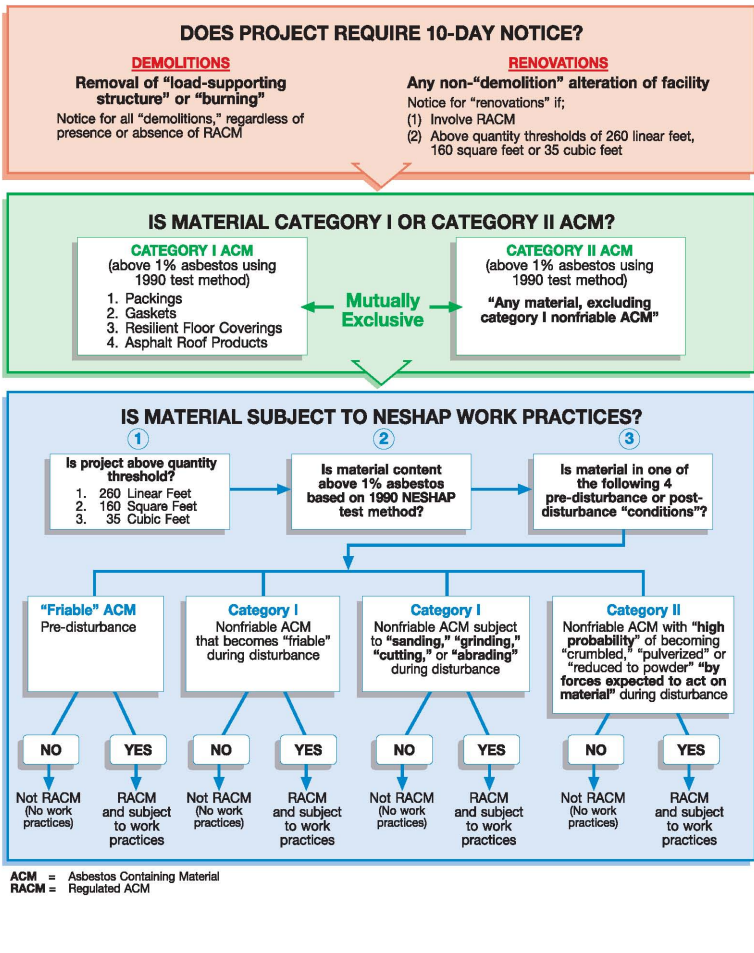 DOES PROJECT REQUIRE 10-DAY NOTICE?
DEMOLITIONS
Removal of “load-supporting
structure” or “burning”
Notice for all “demolitions,” regardless of
presence or absence of RACM
RENOVATIONS
Any non-“demolition” alteration of facility
Notice for “renovations” if;
(1) Involve RACM
(2) Above quantity thresholds of 260 linear feet,
160 square feet or 35 cubic feet
IS MATERIAL CATEGORY I OR CATEGORY II ACM?
CATEGORY I ACM
(above 1% asbestos using
1990 test method)
1. Packings
2. Gaskets
3. Resilient Floor Coverings
4. Asphalt Roof Products
Mutually
Exclusive
CATEGORY II ACM
(above 1% asbestos using
1990 test method)
“Any material, excluding
category I nonfriable ACM”
IS MATERIAL SUBJECT TO NESHAP WORK PRACTICES?
1
Is project above quantity
threshold?
1. 260 Linear Feet
2. 160 Square Feet
3. 35 Cubic Feet
2
Is material content
above 1% asbestos
based on 1990 NESHAP
test method?
3
Is material in one of
the following 4
pre-disturbance or post-
disturbance “conditions”?
“Friable” ACM
Pre-disturbance
Category I
Nonfriable ACM
that becomes “friable”
during disturbance
Category I
Nonfriable ACM subject
to “sanding,” “grinding,”
“cutting,” or “abrading”
during disturbance
Category II
Nonfriable ACM with “high
probability” of becoming
“crumbled,” “pulverized” or
“reduced to powder” “by
forces expected to act on
material” during disturbance
NO
Not RACM
(No work
practices)
YES
RACM
and subject
to work
practices
NO
Not RACM
(No work
practices)
YES
RACM
and subject
to work
practices
NO
Not RACM
(No work
practices)
YES
RACM
and subject
to work
practices
NO
Not RACM
(No work
practices)
YES
RACM
and subject
to work
practices
ACM = Asbestos Containing Material
RACM = Regulated ACM